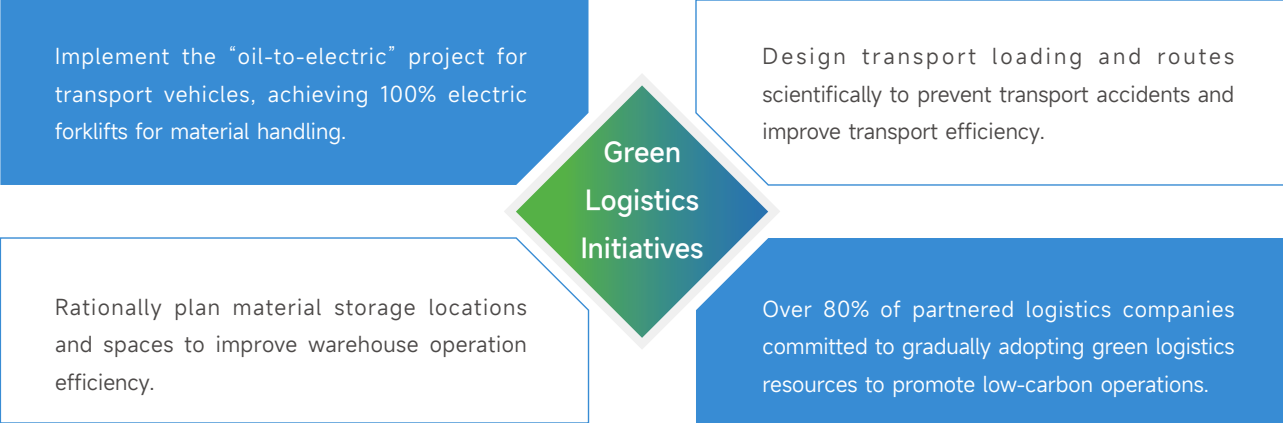 Implement the “oil-to-electric” project for
transport vehicles, achieving 100% electric
forklifts for material handling.
Design transport loading and routes
scientifically to prevent transport accidents and
improve transport efficiency.
Green
Logistics
Initiatives
Rationally plan material storage locations
and spaces to improve warehouse operation
efficiency.
Over 80% of partnered logistics companies
committed to gradually adopting green logistics
resources to promote low-carbon operations.